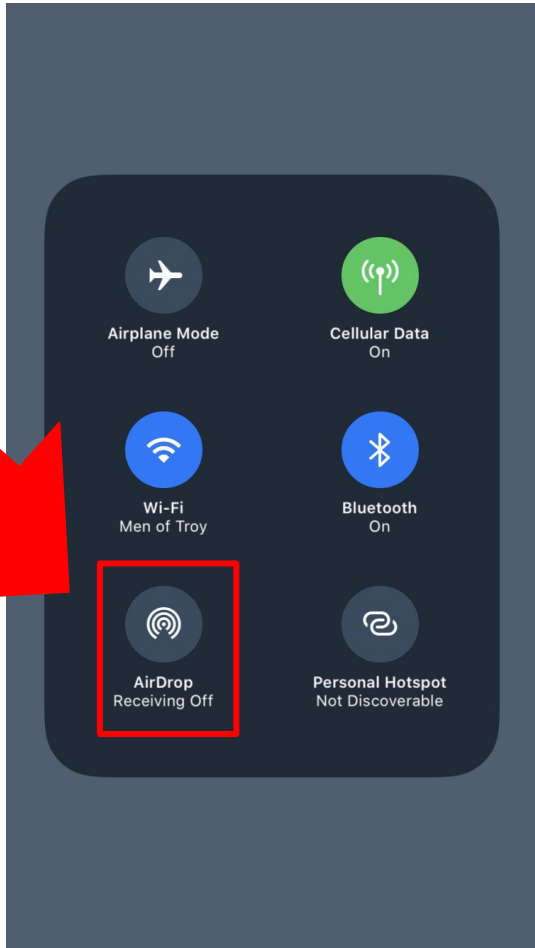 Airplane Mode
Off
Cellular Data
On
Wi-Fi
Men of Troy
Bluetooth
On
AirDrop
Receiving Off
Personal Hotspot
Not Discoverable